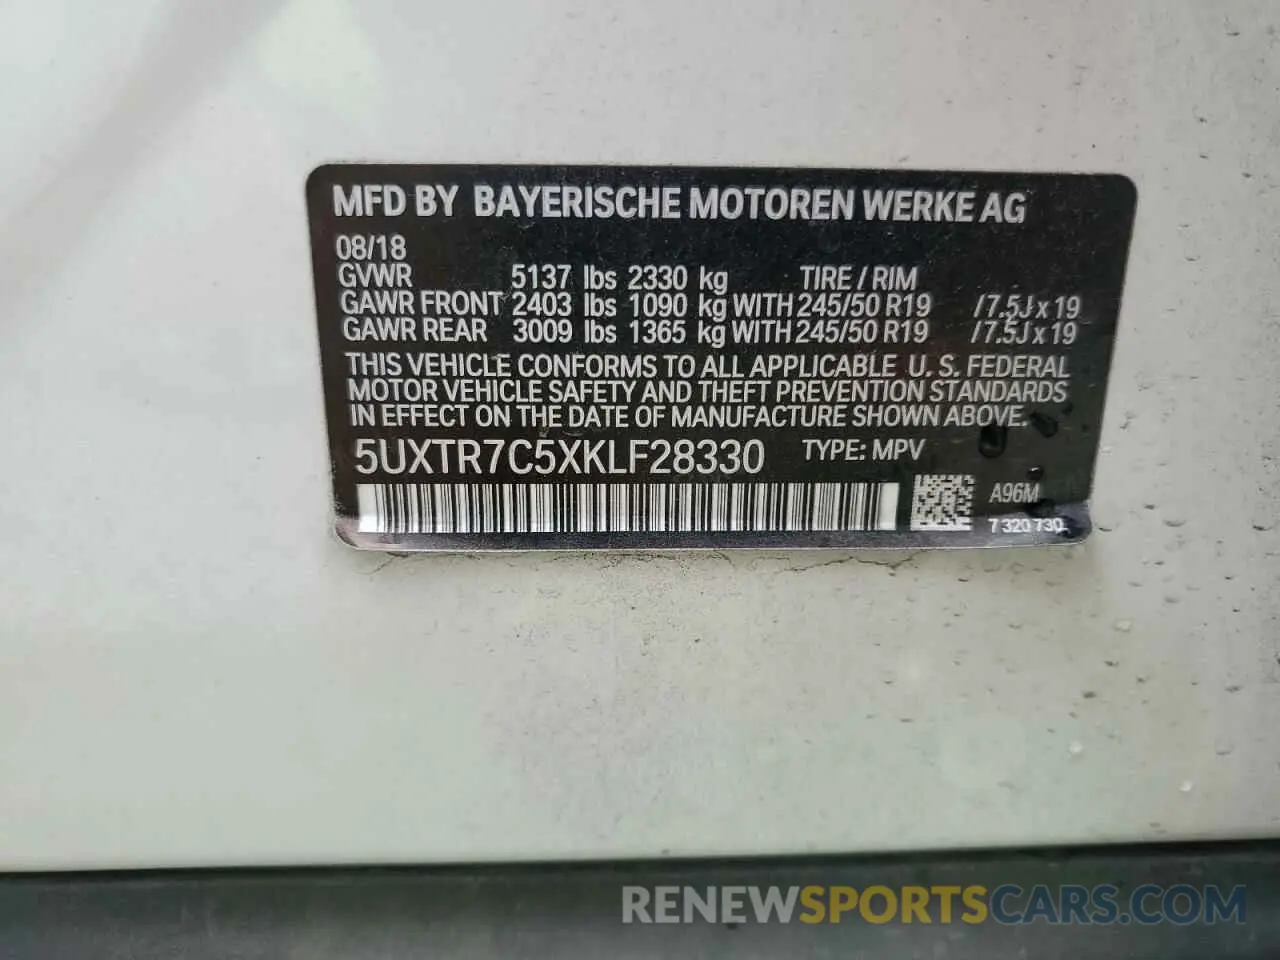 MFD BY BAYERISCHE MOTOREN WERKE AG
08/18
GVWR 5137 lbs 2330 kg TIRE / RIM
GAWR FRONT 2403 lbs 1090 kg WITH 245/50 R19 / 7.5J x 19
GAWR REAR 3009 lbs 1365 kg WITH 245/50 R19 / 7.5J x 19
THIS VEHICLE CONFORMS TO ALL APPLICABLE U. S. FEDERAL
MOTOR VEHICLE SAFETY AND THEFT PREVENTION STANDARDS
IN EFFECT ON THE DATE OF MANUFACTURE SHOWN ABOVE.
5UXTR7C5XKLF28330 TYPE: MPV
A96M
7 320 730
RENEWSPORTSCARS.COM